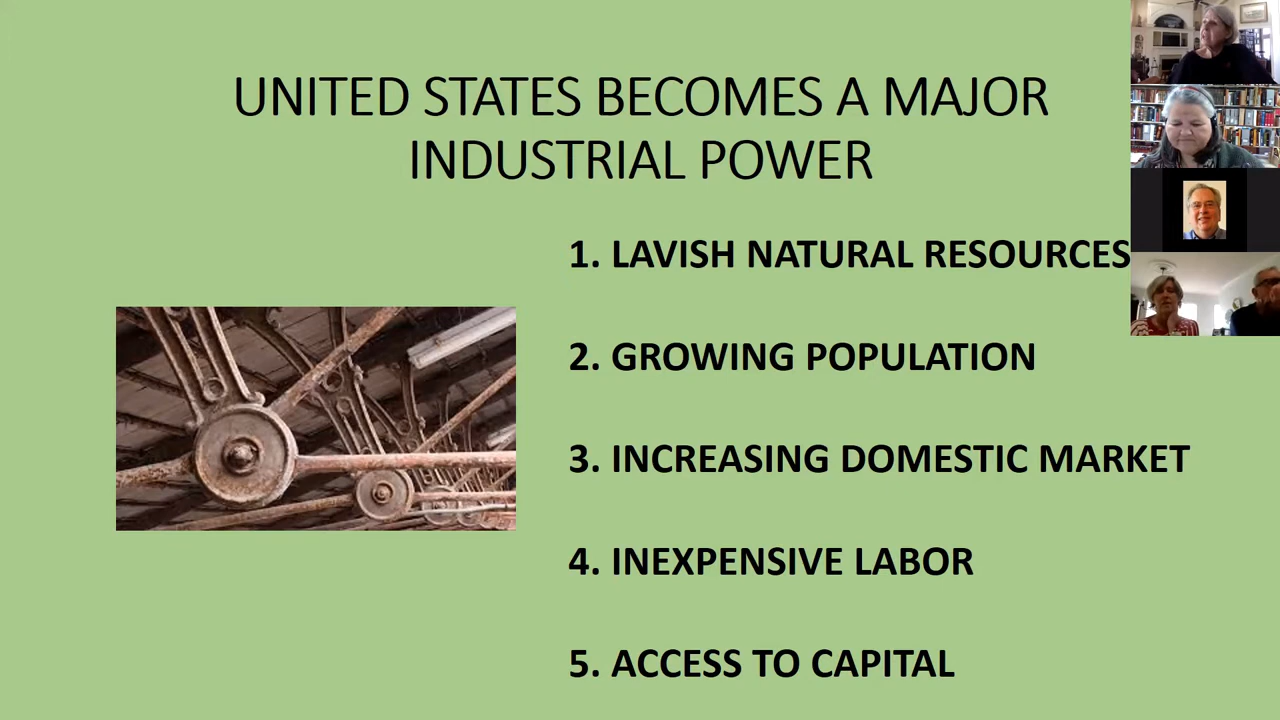 UNITED STATES BECOMES A MAJOR
INDUSTRIAL POWER
1. LAVISH NATURAL RESOURCES
2. GROWING POPULATION
3. INCREASING DOMESTIC MARKET
4. INEXPENSIVE LABOR
5. ACCESS TO CAPITAL